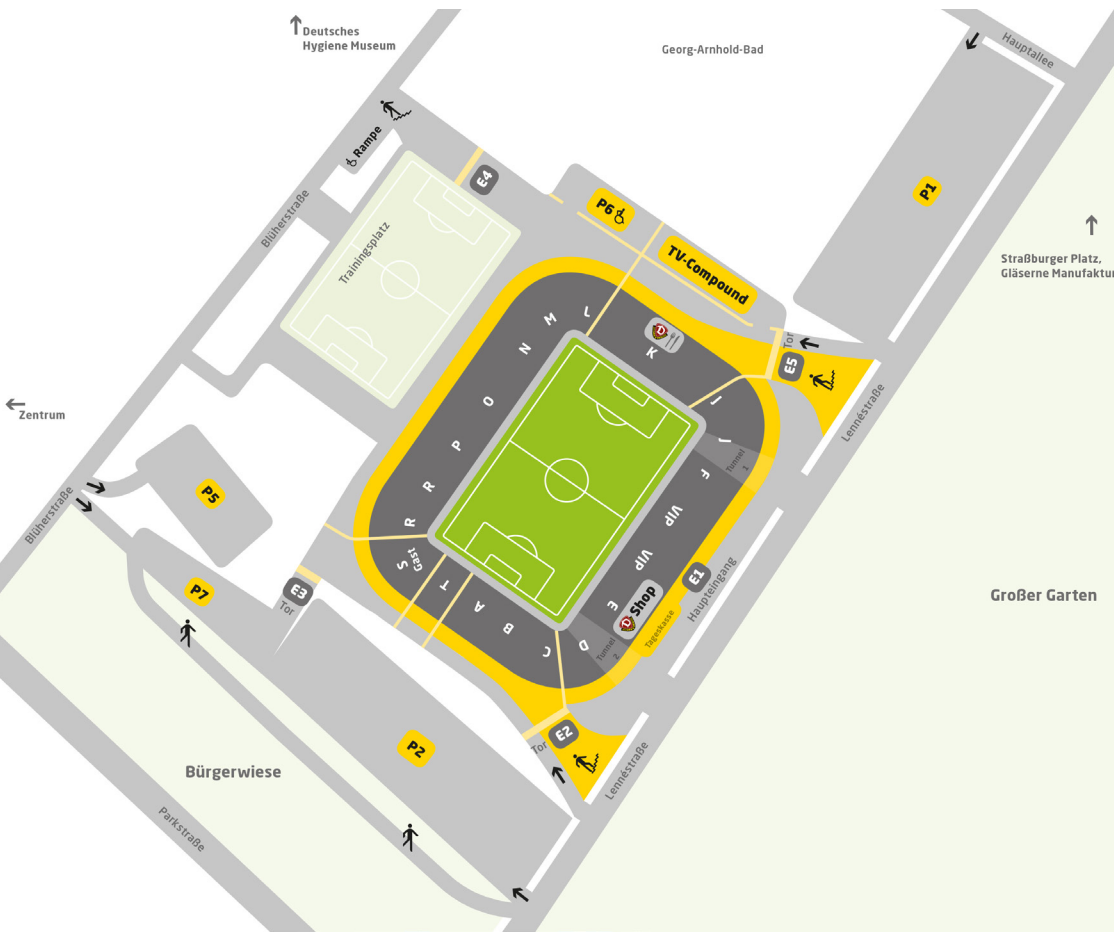 Deutsches
Hygiene Museum
Georg-Arnhold-Bad
Hauptallee
Rampe
E4
P6
P1
Blüherstraße
Trainingsplatz
TV-Compound
Straßburger Platz,
Gläserne Manufaktur
Tor
E5
M
L
K
D
N
O
P
R
R
S
Gast
T
A
B
C
D
E
VIP
VIP
F
J
I
Tunnel
1
Lennéstraße
Zentrum
P5
Blüherstraße
E3
Tor
P7
E1
Haupteingang
D
Shop
Tageskasse
Tunnel
2
Großer Garten
E2
Tor
P2
Lennéstraße
Bürgerwiese
Parkstraße